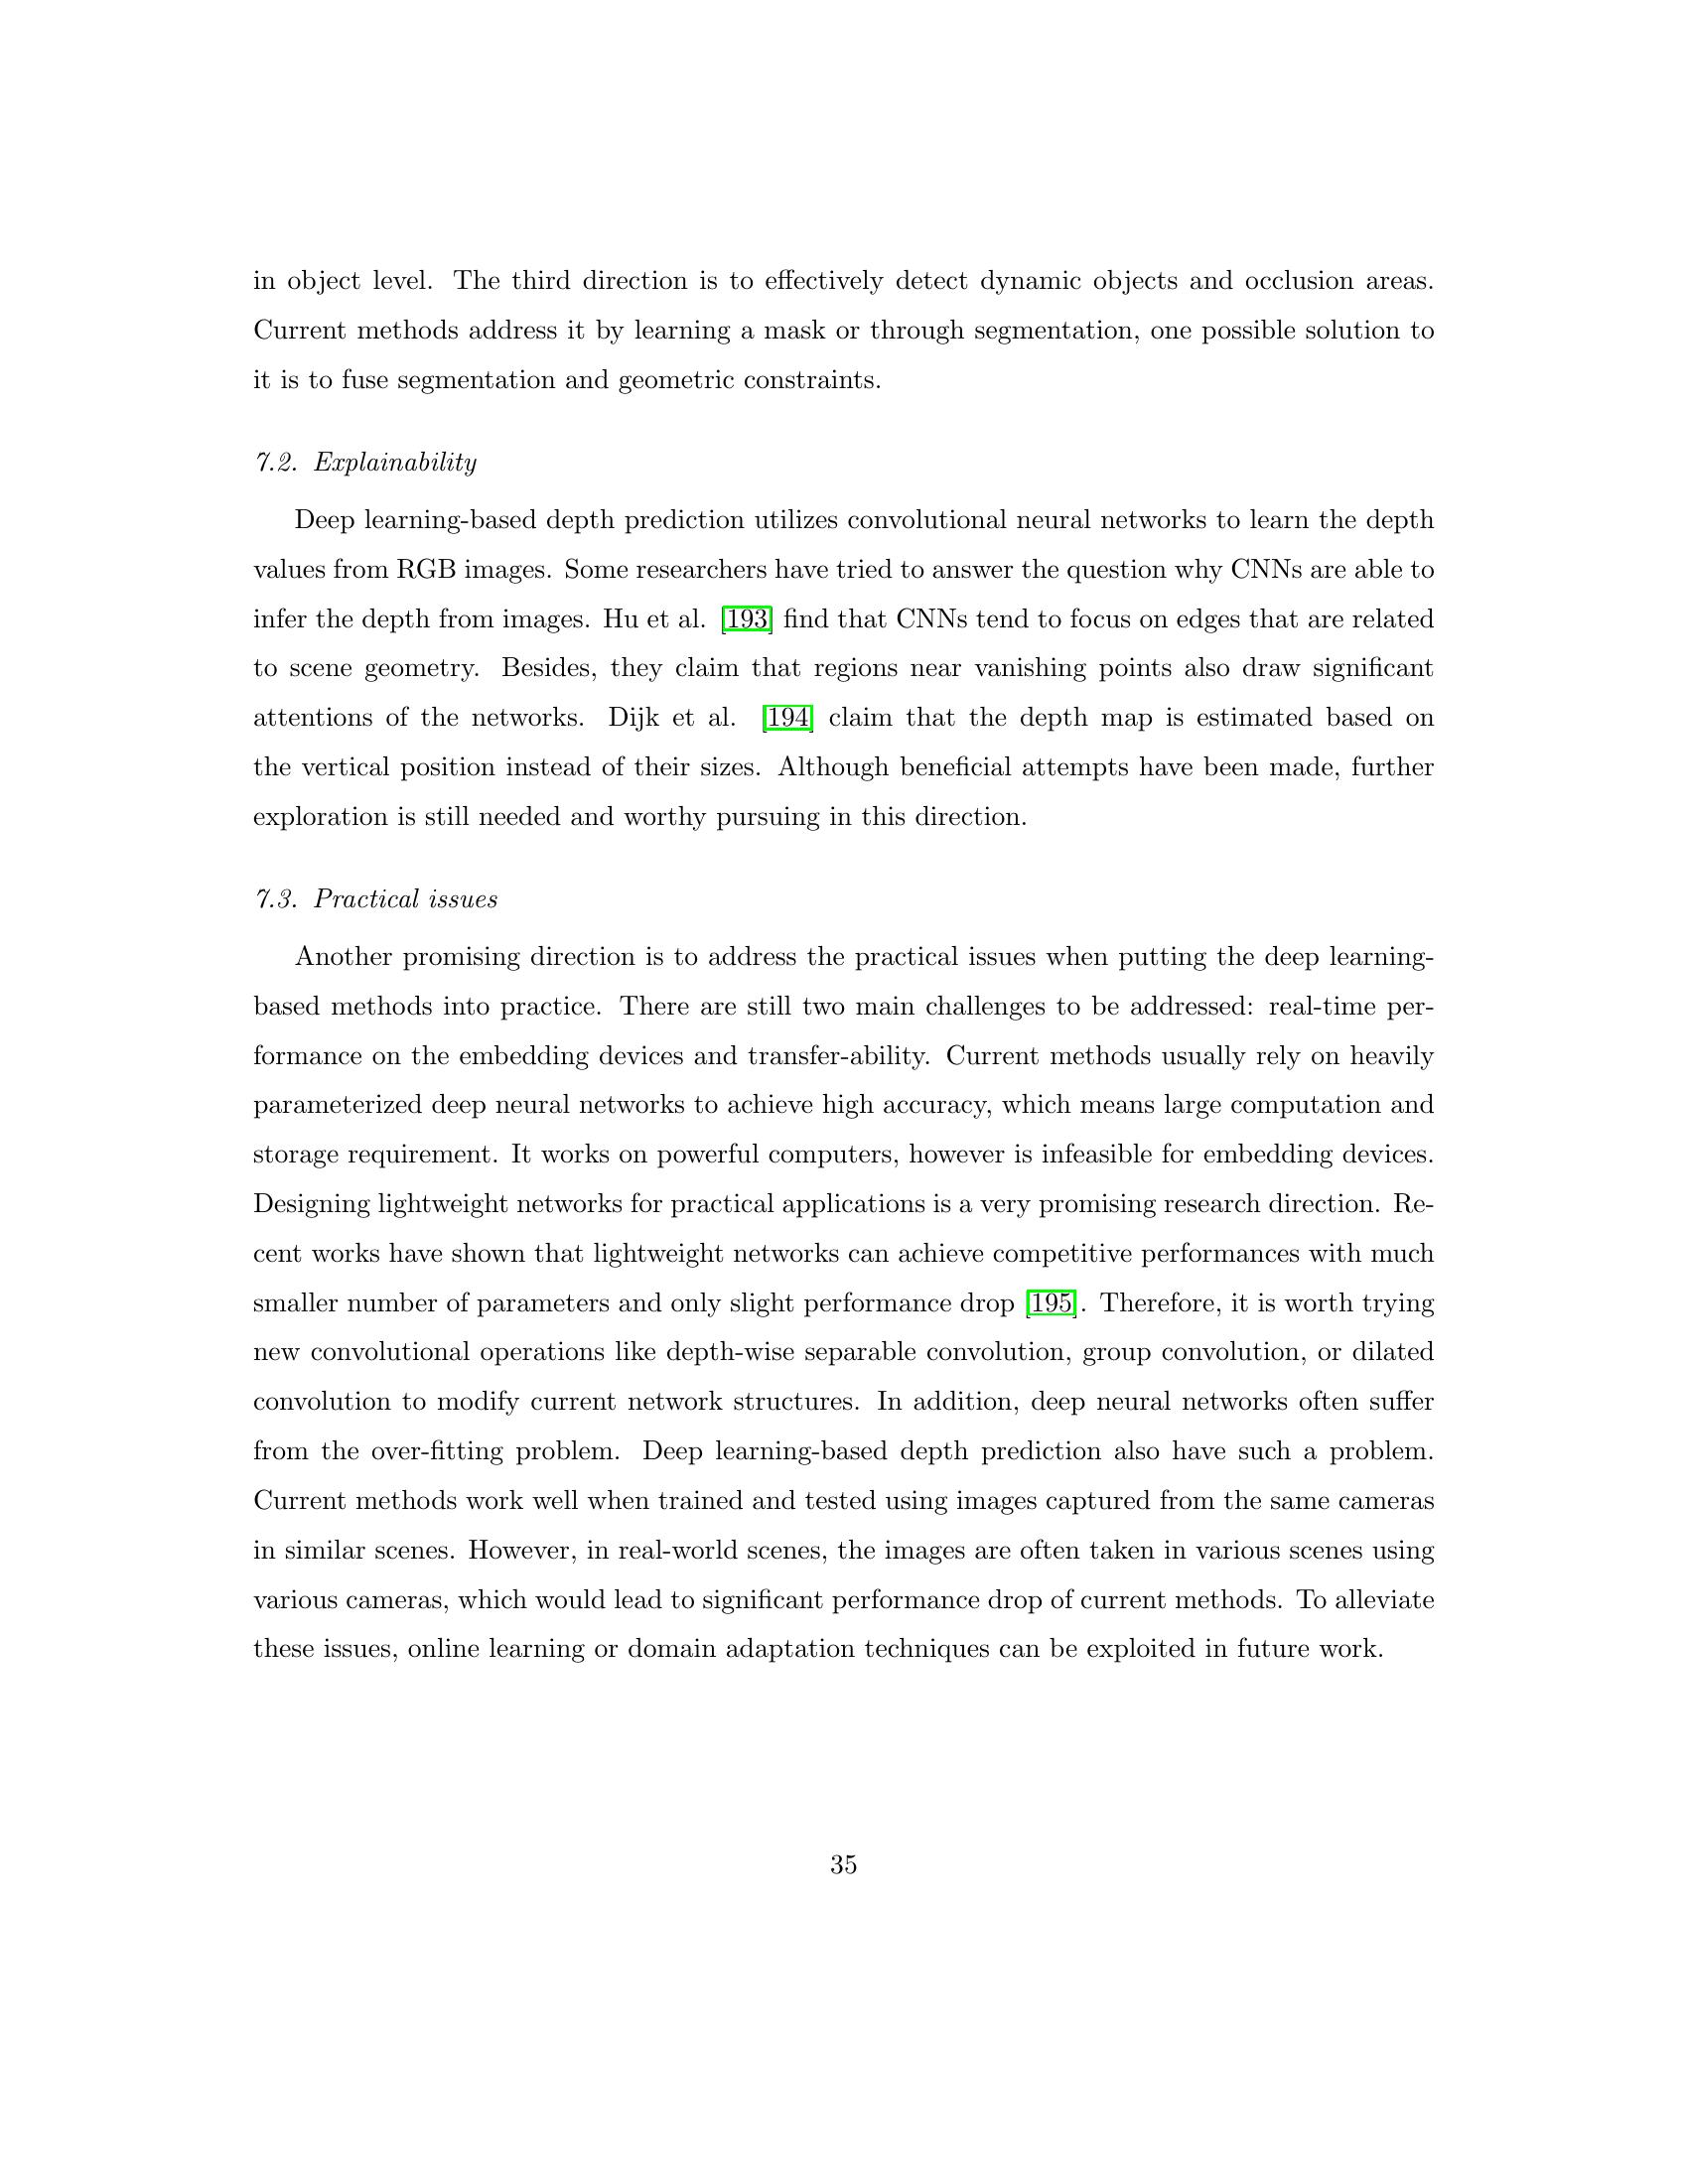 in object level. The third direction is to effectively detect dynamic objects and occlusion areas.
Current methods address it by learning a mask or through segmentation, one possible solution to
it is to fuse segmentation and geometric constraints.
7.2. Explainability
Deep learning-based depth prediction utilizes convolutional neural networks to learn the depth
values from RGB images. Some researchers have tried to answer the question why CNNs are able to
infer the depth from images. Hu et al. [193] find that CNNs tend to focus on edges that are related
to scene geometry. Besides, they claim that regions near vanishing points also draw significant
attentions of the networks. Dijk et al. [194] claim that the depth map is estimated based on
the vertical position instead of their sizes. Although beneficial attempts have been made, further
exploration is still needed and worthy pursuing in this direction.
7.3. Practical issues
Another promising direction is to address the practical issues when putting the deep learning-
based methods into practice. There are still two main challenges to be addressed: real-time per-
formance on the embedding devices and transfer-ability. Current methods usually rely on heavily
parameterized deep neural networks to achieve high accuracy, which means large computation and
storage requirement. It works on powerful computers, however is infeasible for embedding devices.
Designing lightweight networks for practical applications is a very promising research direction. Re-
cent works have shown that lightweight networks can achieve competitive performances with much
smaller number of parameters and only slight performance drop [195]. Therefore, it is worth trying
new convolutional operations like depth-wise separable convolution, group convolution, or dilated
convolution to modify current network structures. In addition, deep neural networks often suffer
from the over-fitting problem. Deep learning-based depth prediction also have such a problem.
Current methods work well when trained and tested using images captured from the same cameras
in similar scenes. However, in real-world scenes, the images are often taken in various scenes using
various cameras, which would lead to significant performance drop of current methods. To alleviate
these issues, online learning or domain adaptation techniques can be exploited in future work.
35